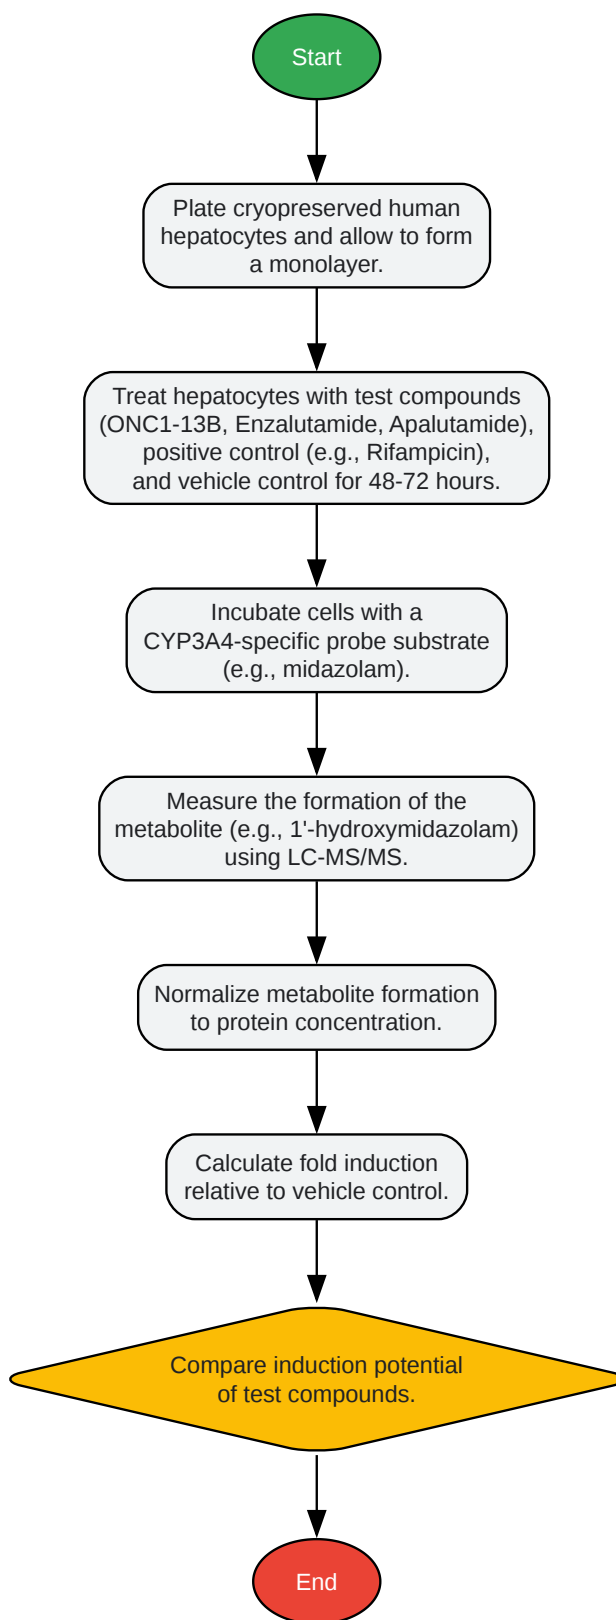 Start
Plate cryopreserved human
hepatocytes and allow to form
a monolayer.
Treat hepatocytes with test compounds
(ONC1-13B, Enzalutamide, Apalutamide),
positive control (e.g., Rifampicin),
and vehicle control for 48-72 hours.
Incubate cells with a
CYP3A4-specific probe substrate
(e.g., midazolam).
Measure the formation of the
metabolite (e.g., 1'-hydroxymidazolam)
using LC-MS/MS.
Normalize metabolite formation
to protein concentration.
Calculate fold induction
relative to vehicle control.
Compare induction potential
of test compounds.
End